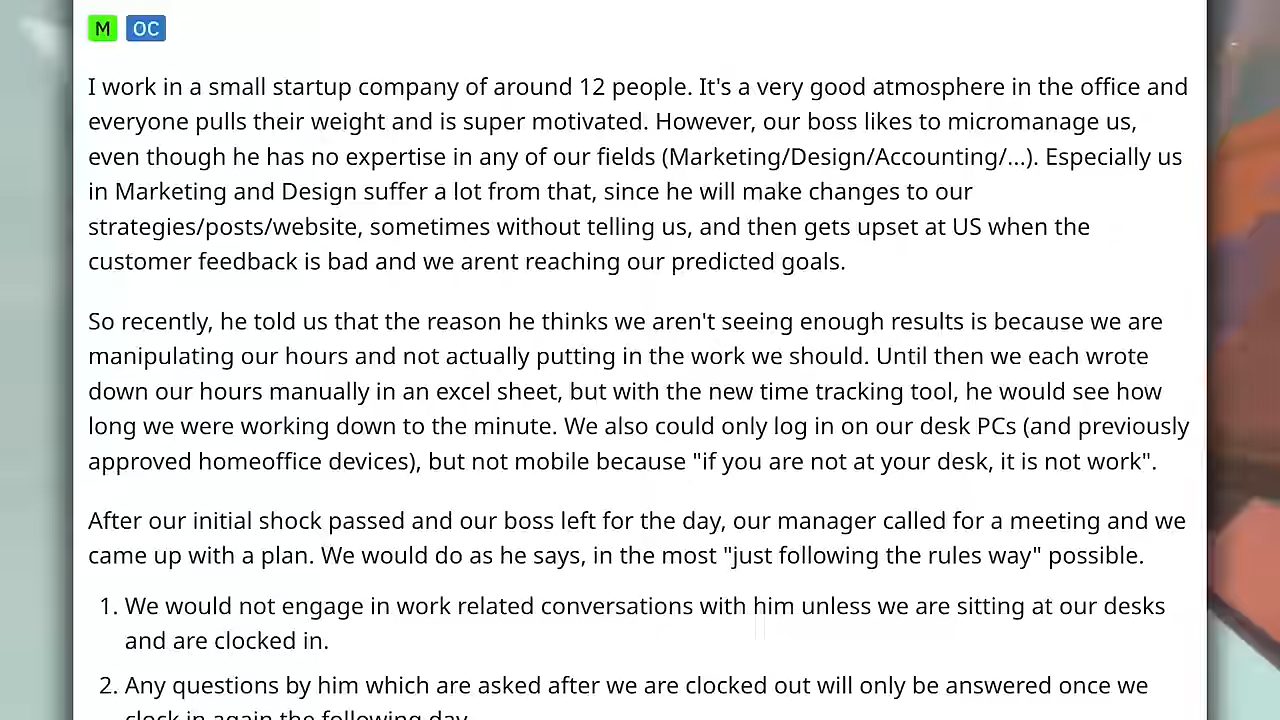 M OC
I work in a small startup company of around 12 people. It's a very good atmosphere in the office and
everyone pulls their weight and is super motivated. However, our boss likes to micromanage us,
even though he has no expertise in any of our fields (Marketing/Design/Accounting/...). Especially us
in Marketing and Design suffer a lot from that, since he will make changes to our
strategies/posts/website, sometimes without telling us, and then gets upset at US when the
customer feedback is bad and we arent reaching our predicted goals.
So recently, he told us that the reason he thinks we aren't seeing enough results is because we are
manipulating our hours and not actually putting in the work we should. Until then we each wrote
down our hours manually in an excel sheet, but with the new time tracking tool, he would see how
long we were working down to the minute. We also could only log in on our desk PCs (and previously
approved homeoffice devices), but not mobile because "if you are not at your desk, it is not work".
After our initial shock passed and our boss left for the day, our manager called for a meeting and we
came up with a plan. We would do as he says, in the most "just following the rules way" possible.
1. We would not engage in work related conversations with him unless we are sitting at our desks
and are clocked in.
2. Any questions by him which are asked after we are clocked out will only be answered once we
clock in again the following day